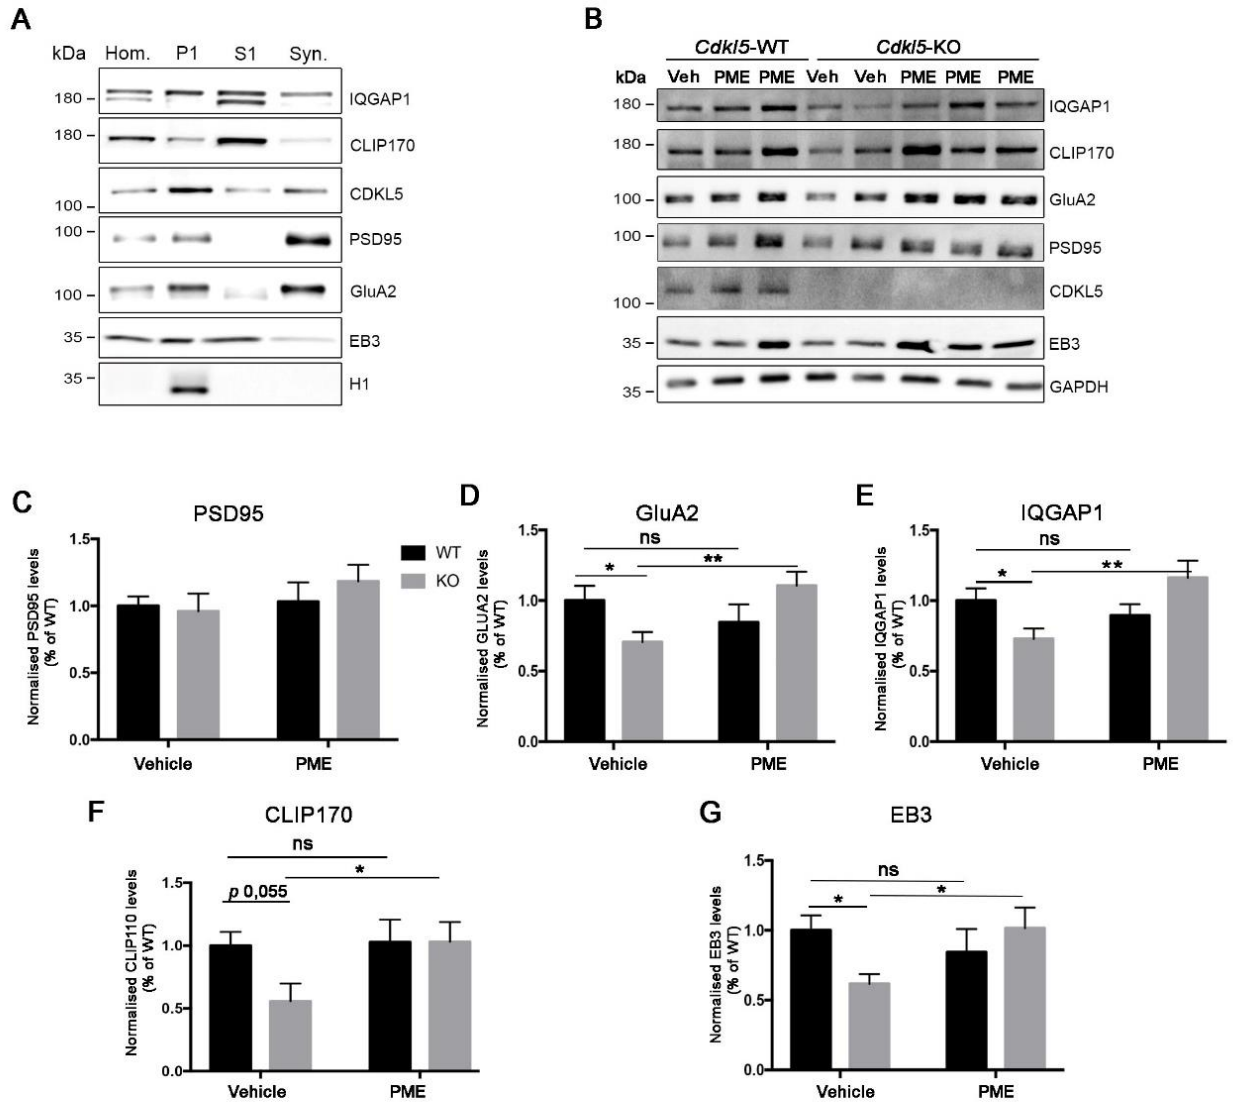 A
kDa Hom. P1 S1 Syn.
180 – IQGAP1
180 – CLIP170
CDKL5
100 –
100 – PSD95
GluA2
100 –
35 – EB3
35 – H1
B
Cdkl5-WT Cdkl5-KO
kDa Veh PME PME Veh Veh PME PME PME
180 – IQGAP1
180 – CLIP170
100 – GluA2
100 – PSD95
CDKL5
100 –
35 – EB3
35 – GAPDH
C
PSD95
Normalised PSD95 levels
(% of WT)
1.5
1.0
0.5
0.0
Vehicle PME
WT
KO
D
GluA2
Normalised GLUA2 levels
(% of WT)
1.5
1.0
0.5
0.0
ns
* **
Vehicle PME
E
IQGAP1
Normalised IQGAP1 levels
(% of WT)
1.5
1.0
0.5
0.0
ns
* **
Vehicle PME
F
CLIP170
Normalised CLIP110 levels
(% of WT)
1.5
1.0
0.5
0.0
ns
*
p 0,055
Vehicle PME
G
EB3
Normalised EB3 levels
(% of WT)
1.5
1.0
0.5
0.0
ns
* *
Vehicle PME